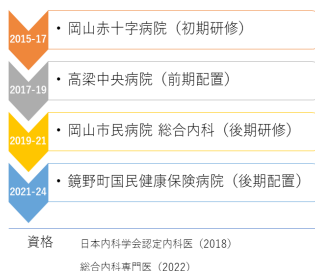 2015-17
・岡山赤十字病院（初期研修）
2017-19
・高梁中央病院（前期配置）
2019-21
・岡山市民病院 総合内科（後期研修）
2021-24
・鏡野町国民健康保険病院（後期配置）
資格 日本内科学会認定内科医（2018）
総合内科専門医（2022）